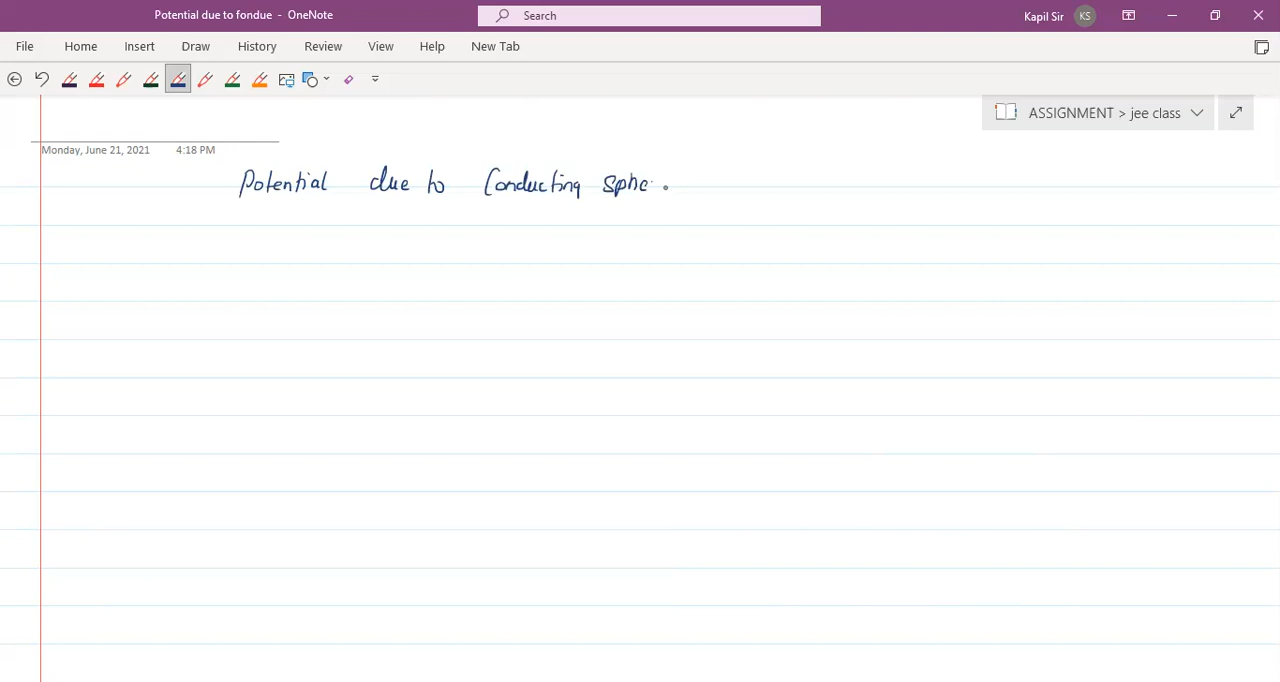 Potential due to fondue - OneNote
Search
Kapil Sir KS
File Home Insert Draw History Review View Help New Tab
ASSIGNMENT > jee class
Monday, June 21, 2021 4:18 PM
Potential due to Conducting sphe